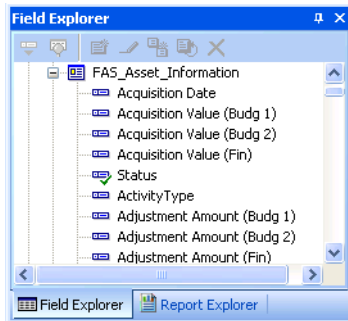 Field Explorer
FAS_Asset_Information
Acquisition Date
Acquisition Value (Budg 1)
Acquisition Value (Budg 2)
Acquisition Value (Fin)
Status
ActivityType
Adjustment Amount (Budg 1)
Adjustment Amount (Budg 2)
Adjustment Amount (Fin)
Field Explorer Report Explorer